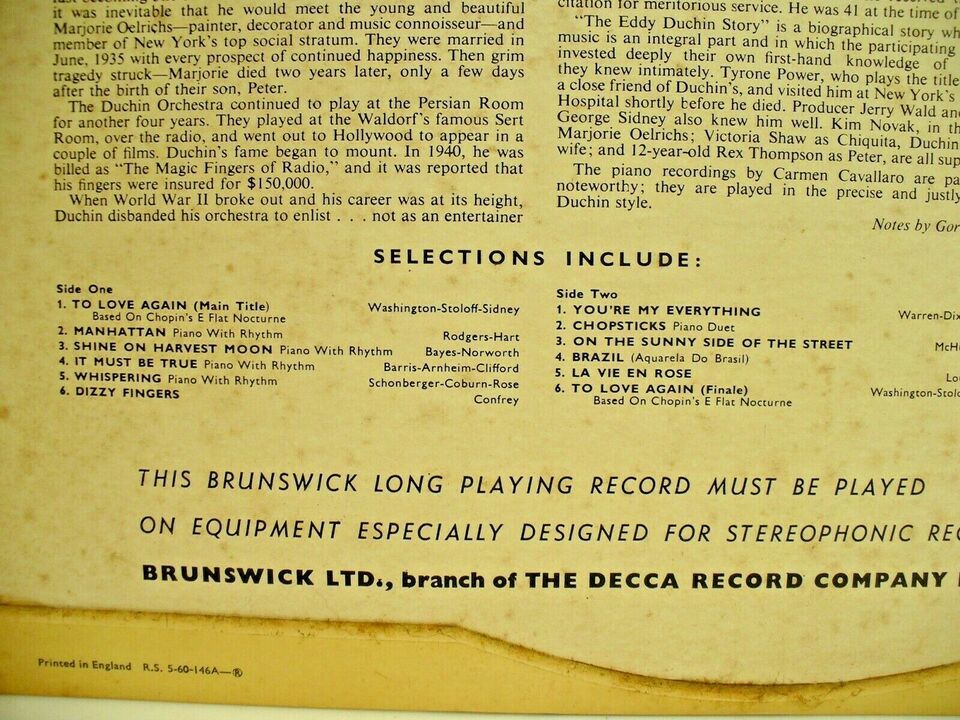 it was inevitable that he would meet the young and beautiful
Marjorie Oelrichs—painter, decorator and music connoisseur—and
member of New York's top social stratum. They were married in
June, 1935 with every prospect of continued happiness. Then grim
tragedy struck—Marjorie died two years later, only a few days
after the birth of their son, Peter.
The Duchin Orchestra continued to play at the Persian Room
for another four years. They played at the Waldorf's famous Sert
Room, over the radio, and went out to Hollywood to appear in a
couple of films. Duchin's fame began to mount. In 1940, he was
billed as "The Magic Fingers of Radio," and it was reported that
his fingers were insured for $150,000.
When World War II broke out and his career was at its height,
Duchin disbanded his orchestra to enlist . . . not as an entertainer
citation for meritorious service. He was 41 at the time of
"The Eddy Duchin Story" is a biographical story
music is an integral part and in which the participating
invested deeply their own first-hand knowledge of
they knew intimately. Tyrone Power, who plays the title
a close friend of Duchin's, and visited him at New York's
Hospital shortly before he died. Producer Jerry Wald
George Sidney also knew him well. Kim Novak, in
Marjorie Oelrichs; Victoria Shaw as Chiquita,
wife; and 12-year-old Rex Thompson as Peter, are all
The piano recordings by Carmen Cavallaro are
noteworthy; they are played in the precise and justly
Duchin style.
Notes by
SELECTIONS INCLUDE:
Side One
1. TO LOVE AGAIN (Main Title) Washington-Stoloff-Sidney
Based On Chopin's E Flat Nocturne
2. MANHATTAN Piano With Rhythm Rodgers-Hart
3. SHINE ON HARVEST MOON Piano With Rhythm Bayes-Norworth
4. IT MUST BE TRUE Piano With Rhythm Barris-Arnheim-Clifford
5. WHISPERING Piano With Rhythm Schonberger-Coburn-Rose
6. DIZZY FINGERS Confrey
Side Two
1. YOU'RE MY EVERYTHING Warren-
2. CHOPSTICKS Piano Duet
3. ON THE SUNNY SIDE OF THE STREET
4. BRAZIL (Aquarela Do Brasil)
5. LA VIE EN ROSE
6. TO LOVE AGAIN (Finale) Washington-
Based On Chopin's E Flat Nocturne
THIS BRUNSWICK LONG PLAYING RECORD MUST BE PLAYED
ON EQUIPMENT ESPECIALLY DESIGNED FOR STEREOPHONIC
BRUNSWICK LTD., branch of THE DECCA RECORD COMPANY
Printed in England R.S. 5-60-146A—®